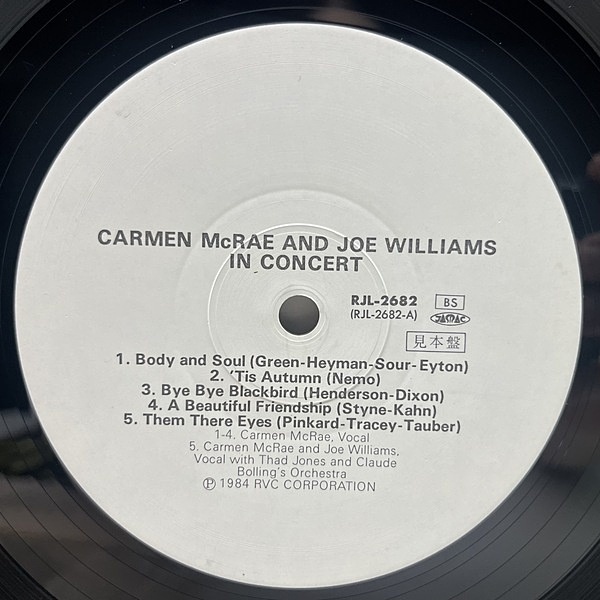 CARMEN McRAE AND JOE WILLIAMS
IN CONCERT
RJL-2682 BS
(RJL-2682-A) JASRAC
見本盤
1. Body and Soul (Green-Heyman-Sour-Eyton)
2. 'Tis Autumn (Nemo)
3. Bye Bye Blackbird (Henderson-Dixon)
4. A Beautiful Friendship (Styne-Kahn)
5. Them There Eyes (Pinkard-Tracey-Tauber)
1-4. Carmen McRae, Vocal
5. Carmen McRae and Joe Williams,
Vocal with Thad Jones and Claude
Bolling's Orchestra
Ⓟ 1984 RVC CORPORATION